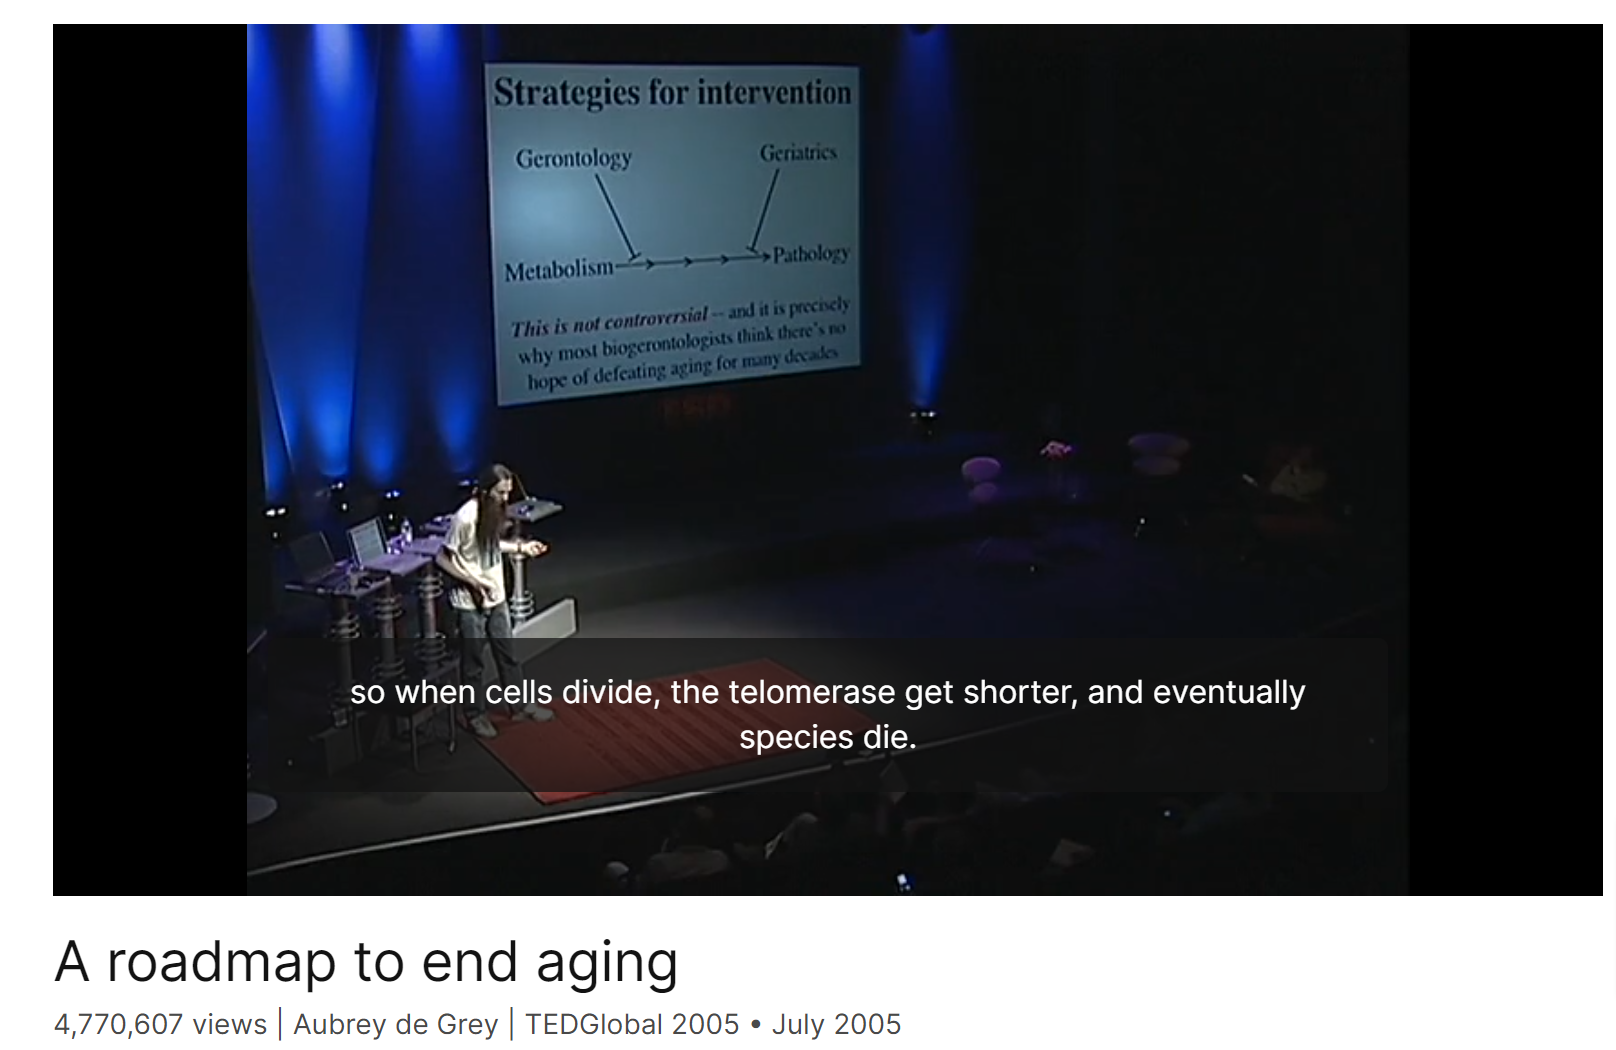 Strategies for intervention
Gerontology
Geriatrics
Metabolism
Pathology
This is not controversial -- and it is precisely
why most biogerontologists think there's no
hope of defeating aging for many decades
so when cells divide, the telomerase get shorter, and eventually
species die.
A roadmap to end aging
4,770,607 views | Aubrey de Grey | TEDGlobal 2005 • July 2005